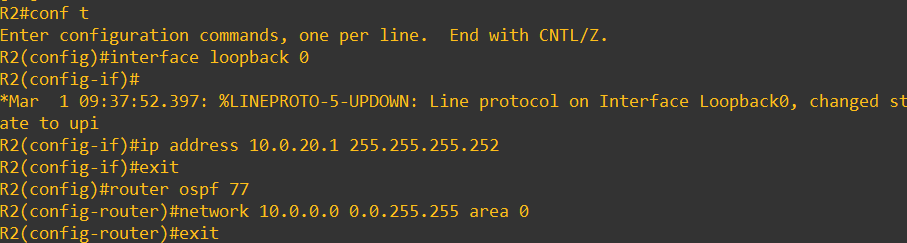 R2#conf t
Enter configuration commands, one per line.  End with CNTL/Z.
R2(config)#interface loopback 0
R2(config-if)#
*Mar  1 09:37:52.397: %LINEPROTO-5-UPDOWN: Line protocol on Interface Loopback0, changed st
ate to upi
R2(config-if)#ip address 10.0.20.1 255.255.255.252
R2(config-if)#exit
R2(config)#router ospf 77
R2(config-router)#network 10.0.0.0 0.0.255.255 area 0
R2(config-router)#exit